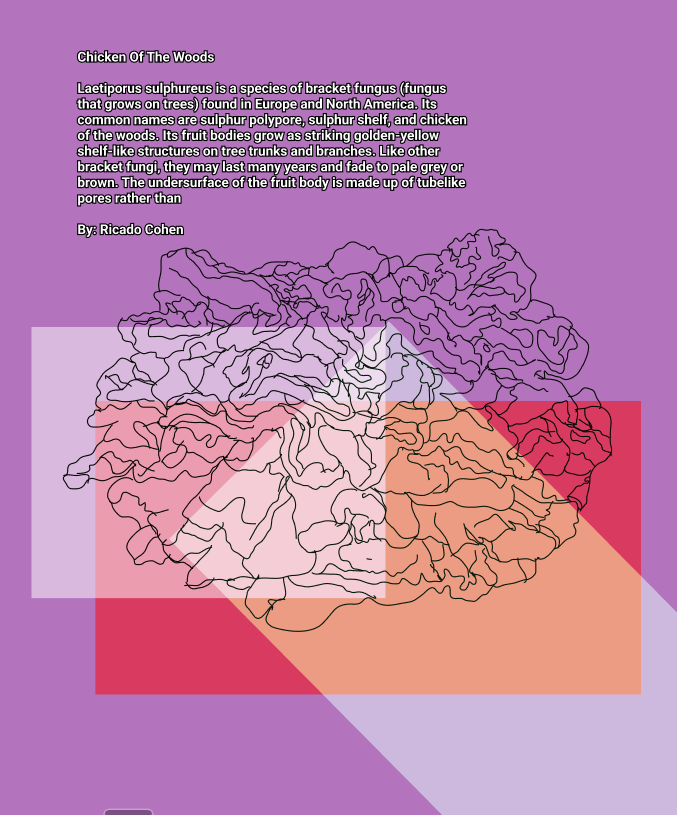 Chicken Of The Woods
Laetiporus sulphureus is a species of bracket fungus (fungus
that grows on trees) found in Europe and North America. Its
common names are sulphur polypore, sulphur shelf, and chicken
of the woods. Its fruit bodies grow as striking golden-yellow
shelf-like structures on tree trunks and branches. Like other
bracket fungi, they may last many years and fade to pale grey or
brown. The undersurface of the fruit body is made up of tubelike
pores rather than
By: Ricado Cohen